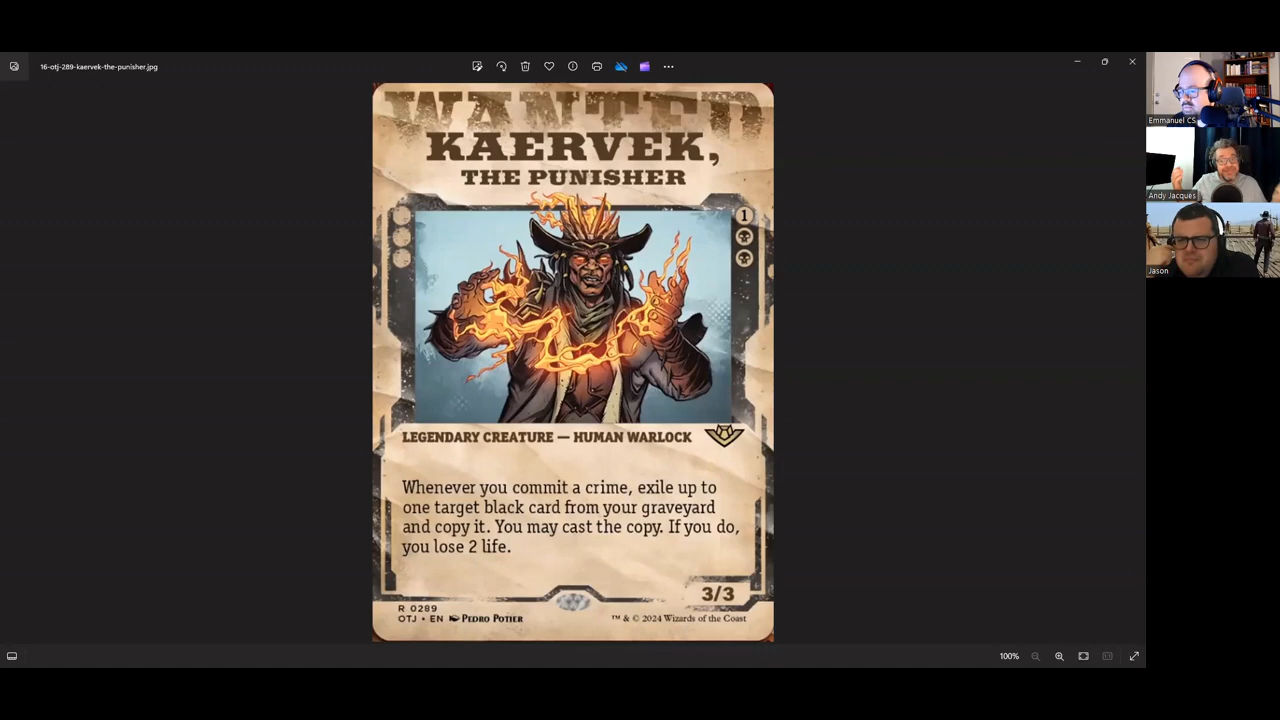 16-otj-289-kaervek-the-punisher.jpg
WANTED
KAERVEK,
THE PUNISHER
1
LEGENDARY CREATURE — HUMAN WARLOCK
Whenever you commit a crime, exile up to
one target black card from your graveyard
and copy it. You may cast the copy. If you do,
you lose 2 life.
3/3
R 0289
OTJ • EN PEDRO POTIER
™ & © 2024 Wizards of the Coast
100%
Emmanuel CS
Andy Jacques
Jason